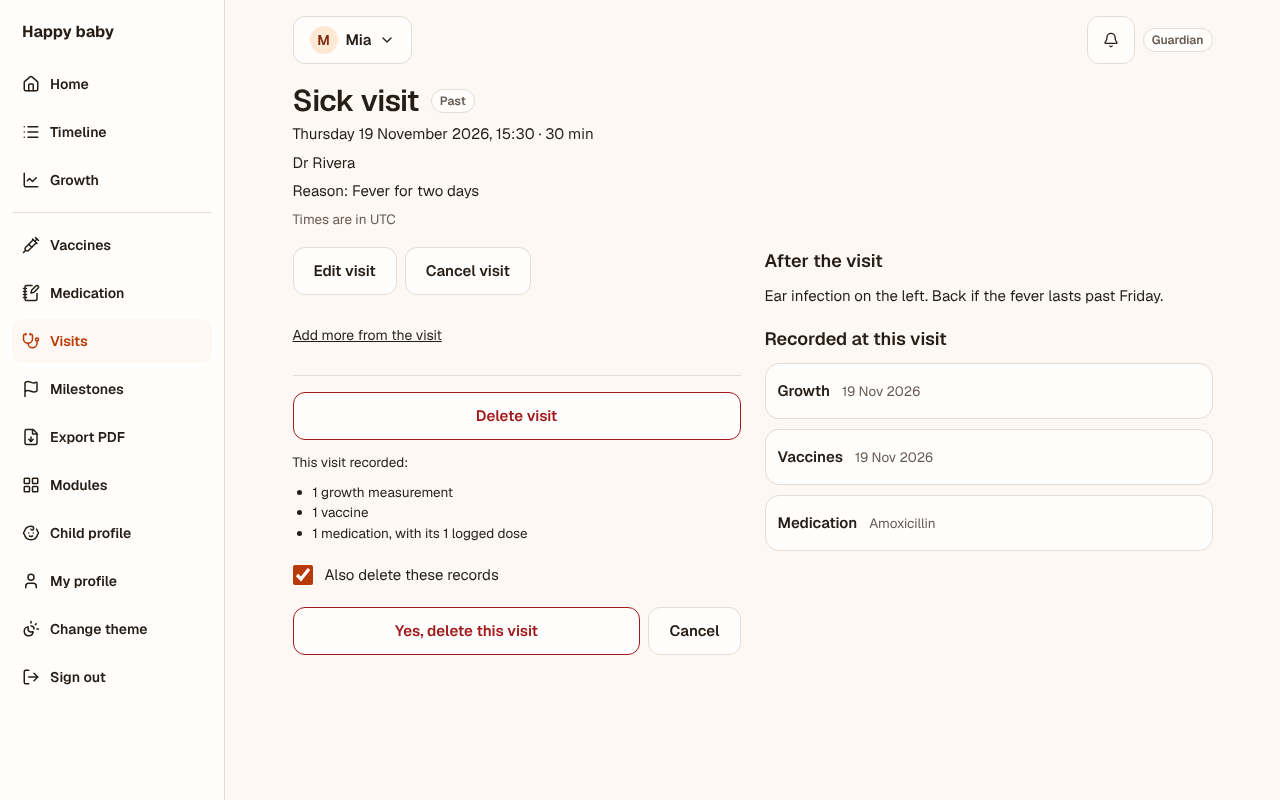 Happy baby
Home
Timeline
Growth
Vaccines
Medication
Visits
Milestones
Export PDF
Modules
Child profile
My profile
Change theme
Sign out
M Mia
Guardian
Sick visit Past
Thursday 19 November 2026, 15:30 · 30 min
Dr Rivera
Reason: Fever for two days
Times are in UTC
Edit visit Cancel visit
Add more from the visit
Delete visit
This visit recorded:
1 growth measurement
1 vaccine
1 medication, with its 1 logged dose
Also delete these records
Yes, delete this visit Cancel
After the visit
Ear infection on the left. Back if the fever lasts past Friday.
Recorded at this visit
Growth 19 Nov 2026
Vaccines 19 Nov 2026
Medication Amoxicillin